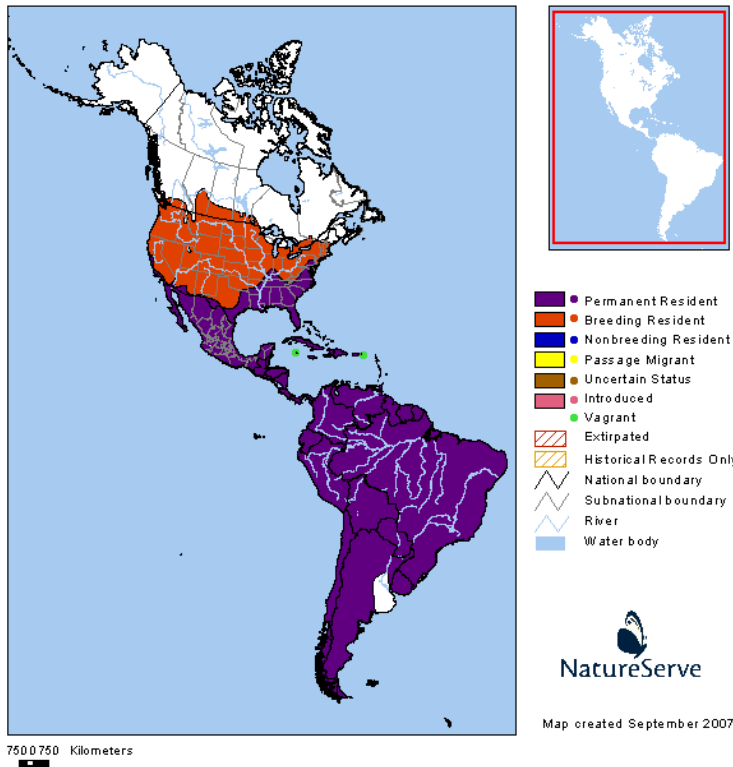 Permanent Resident
Breeding Resident
Nonbreeding Resident
Passage Migrant
Uncertain Status
Introduced
Vagrant
Extirpated
Historical Records Only
National boundary
Subnational boundary
River
Water body
NatureServe
Map created September 2007
750 0 750 Kilometers